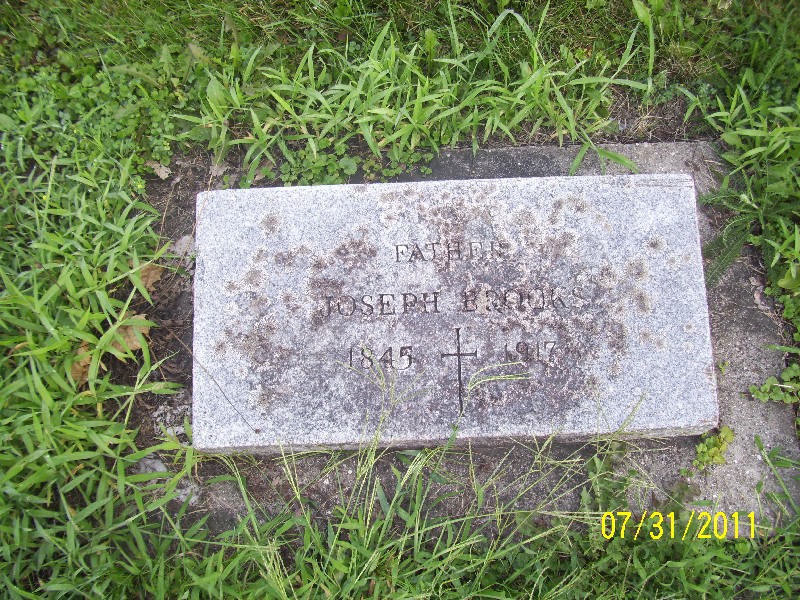 FATHER
JOSEPH BROOKS
1845 1917
07/31/2011